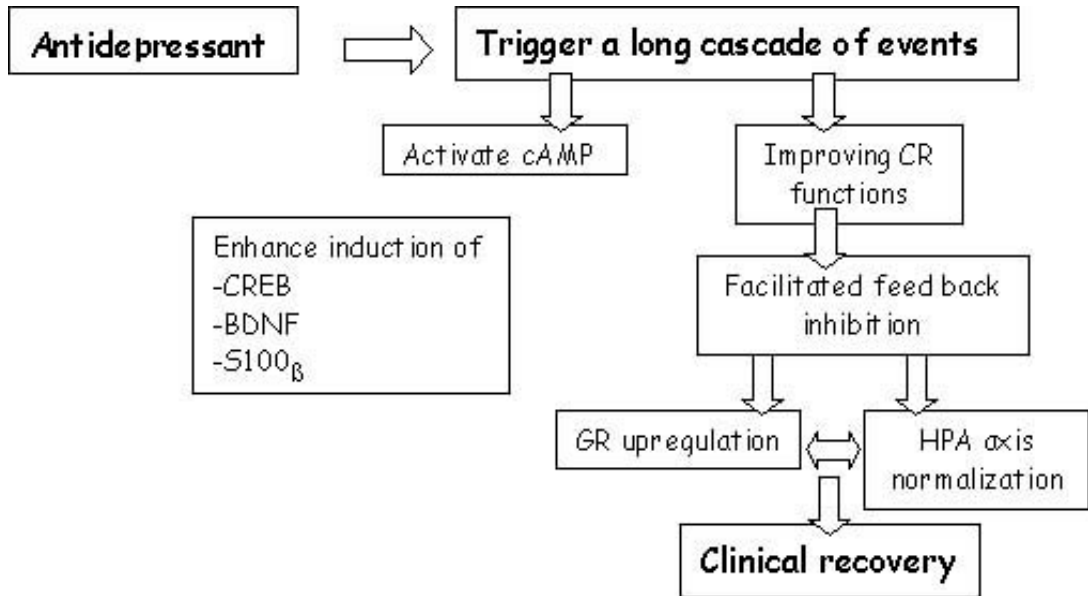 Antidepressant
Trigger a long cascade of events
Activate cAMP
Improving CR
functions
Enhance induction of
-CREB
-BDNF
-S100β
Facilitated feed back
inhibition
GR upregulation
HPA axis
normalization
Clinical recovery